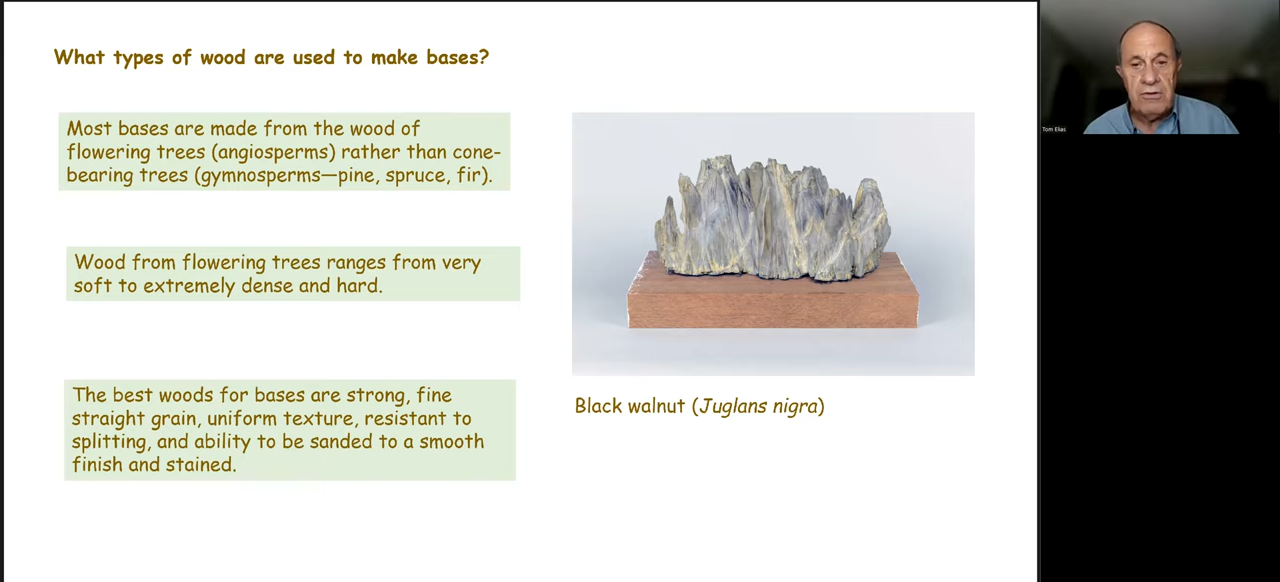 What types of wood are used to make bases?
Most bases are made from the wood of
flowering trees (angiosperms) rather than cone-
bearing trees (gymnosperms—pine, spruce, fir).
Wood from flowering trees ranges from very
soft to extremely dense and hard.
The best woods for bases are strong, fine
straight grain, uniform texture, resistant to
splitting, and ability to be sanded to a smooth
finish and stained.
Black walnut (Juglans nigra)
Tom Elias